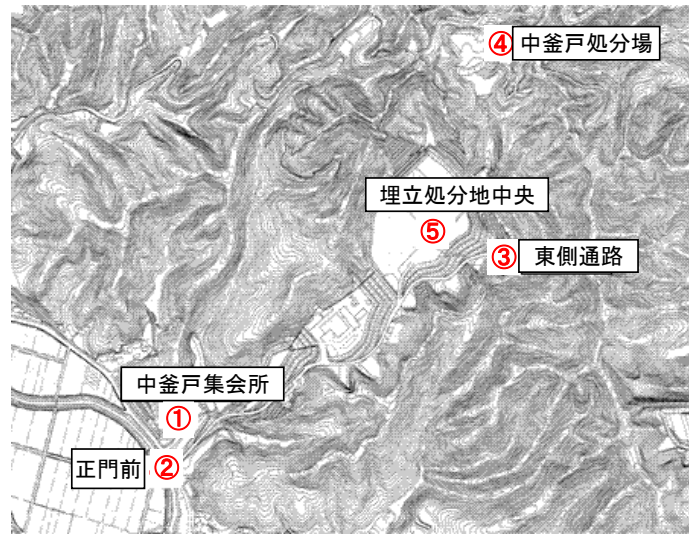 ④ 中釜戸処分場
埋立処分地中央
⑤
③ 東側通路
中釜戸集会所
①
正門前 ②